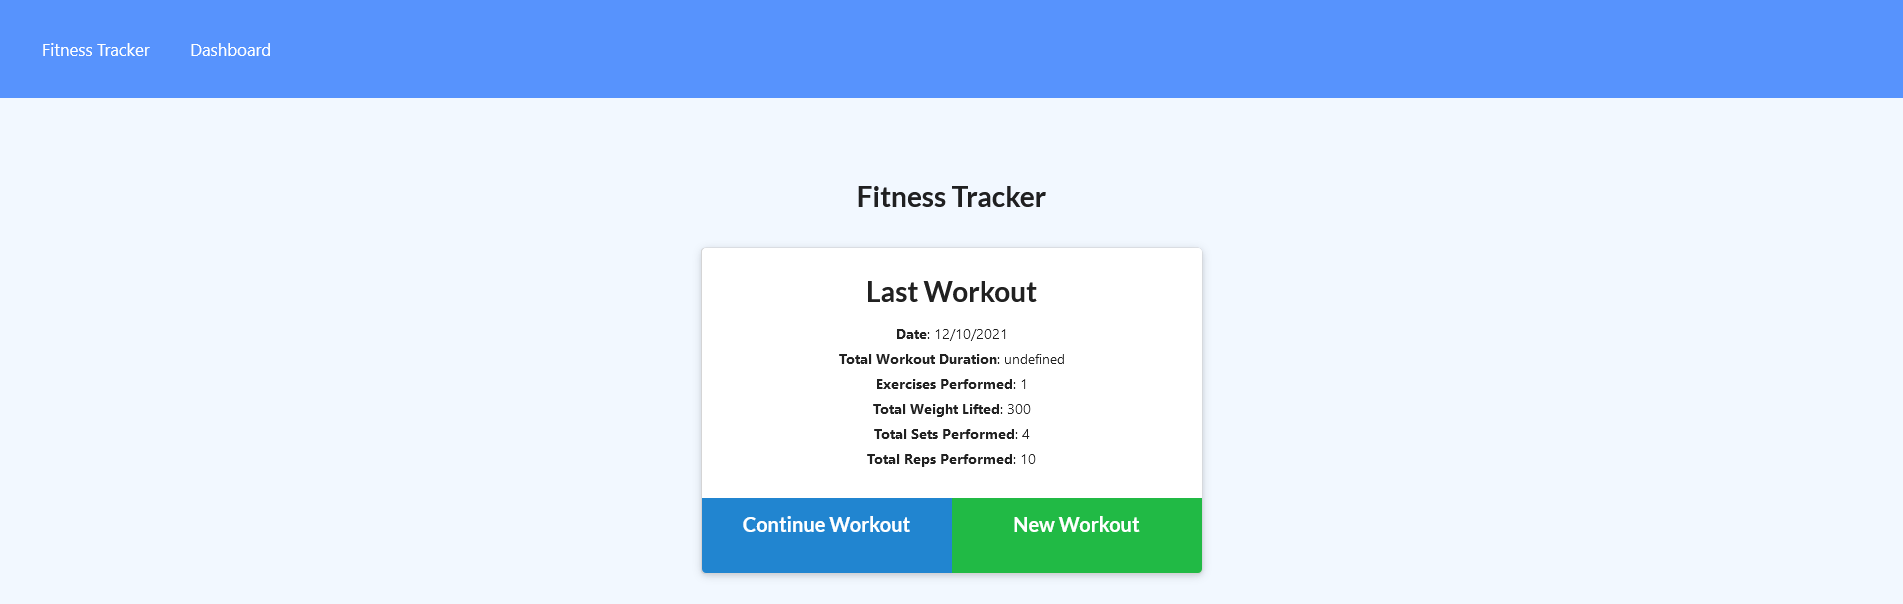 Fitness Tracker Dashboard
Fitness Tracker
Last Workout
Date: 12/10/2021
Total Workout Duration: undefined
Exercises Performed: 1
Total Weight Lifted: 300
Total Sets Performed: 4
Total Reps Performed: 10
Continue Workout New Workout